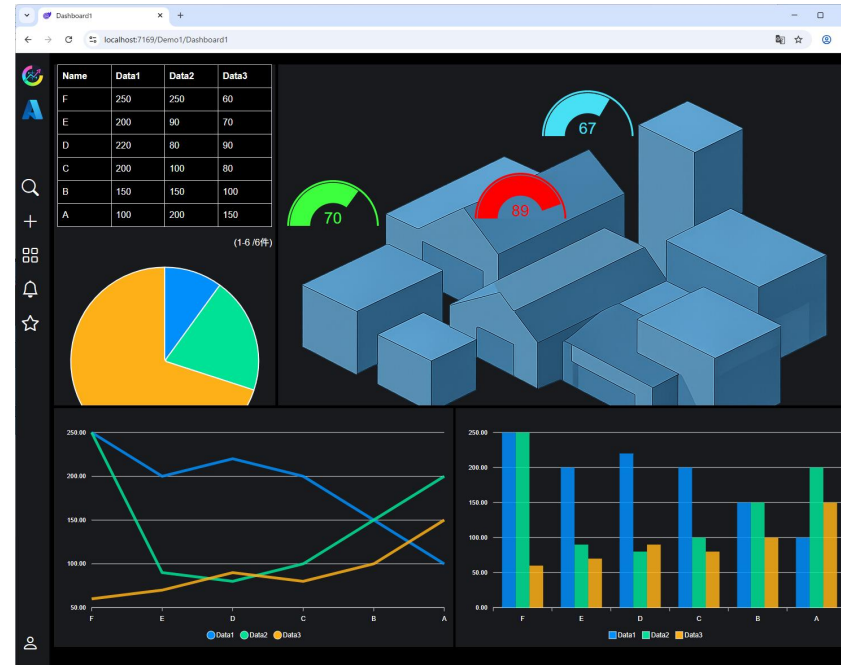 Dashboard1
localhost:7169/Demo1/Dashboard1
Name Data1 Data2 Data3
F 250 250 60
E 200 90 70
D 220 80 90
C 200 100 80
B 150 150 100
A 100 200 150
(1-6 /6件)
67
70
89
250.00
200.00
150.00
100.00
50.00
F E D C B A
Data1 Data2 Data3
250.00
200.00
150.00
100.00
50.00
0.00
F E D C B A
Data1 Data2 Data3